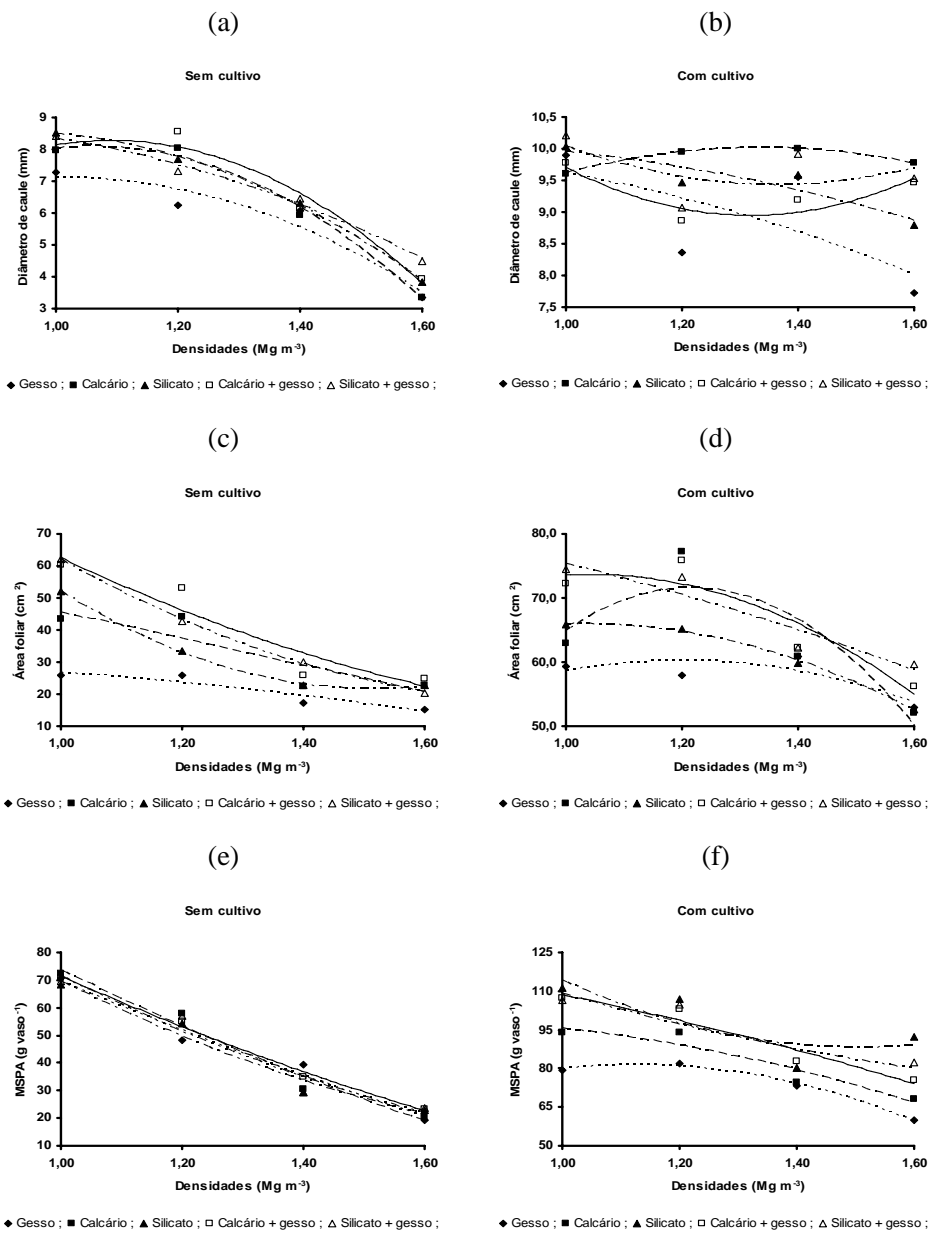 (a)
(b)
Sem cultivo
Com cultivo
9
8
7
6
5
4
3
Diâmetro de caule (mm)
1,00 1,20 1,40 1,60
Densidades (Mg m⁻³)
10,5
10,0
9,5
9,0
8,5
8,0
7,5
Diâmetro de caule (mm)
1,00 1,20 1,40 1,60
Densidades (Mg m⁻³)
◆ Gesso ; ■ Calcário ; ▲ Silicato ; □ Calcário + gesso ; △ Silicato + gesso ;
◆ Gesso ; ■ Calcário ; ▲ Silicato ; □ Calcário + gesso ; △ Silicato + gesso ;
(c)
(d)
Sem cultivo
Com cultivo
70
60
50
40
30
20
10
Área foliar (cm ²)
1,00 1,20 1,40 1,60
Densidades (Mg m⁻³)
80,0
70,0
60,0
50,0
Área foliar (cm ²)
1,00 1,20 1,40 1,60
Densidades (Mg m⁻³)
◆ Gesso ; ■ Calcário ; ▲ Silicato ; □ Calcário + gesso ; △ Silicato + gesso ;
◆ Gesso ; ■ Calcário ; ▲ Silicato ; □ Calcário + gesso ; △ Silicato + gesso ;
(e)
(f)
Sem cultivo
Com cultivo
80
70
60
50
40
30
20
10
MSPA (g vaso⁻¹)
1,00 1,20 1,40 1,60
Densidades (Mg m⁻³)
125
110
95
80
65
50
MSPA (g vaso⁻¹)
1,00 1,20 1,40 1,60
Densidades (Mg m⁻³)
◆ Gesso ; ■ Calcário ; ▲ Silicato ; □ Calcário + gesso ; △ Silicato + gesso ;
◆ Gesso ; ■ Calcário ; ▲ Silicato ; □ Calcário + gesso ; △ Silicato + gesso ;